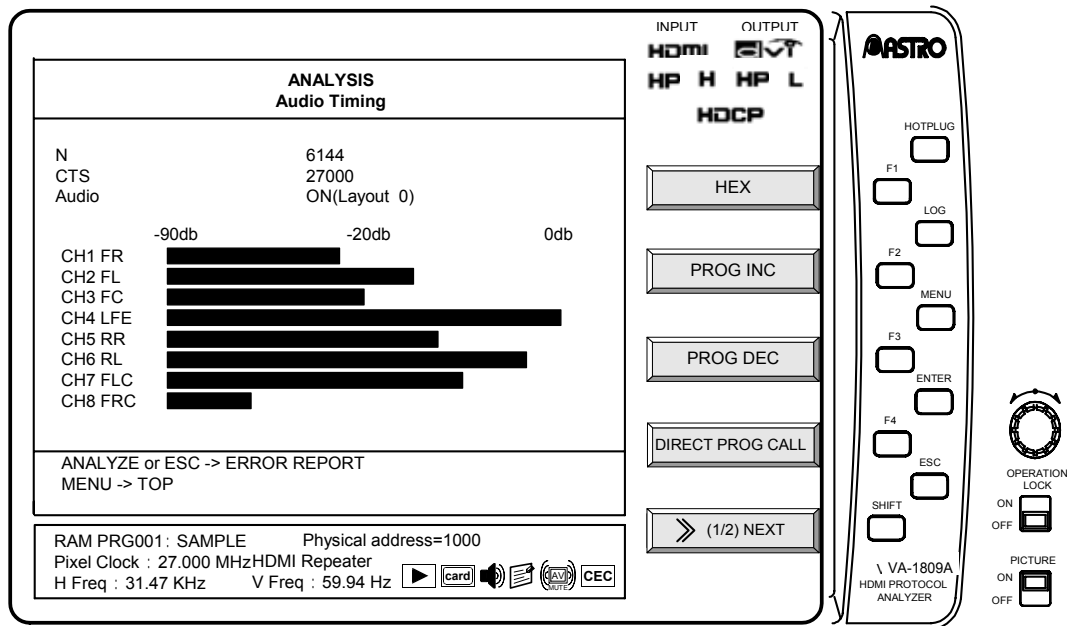 ANALYSIS
Audio Timing
N 6144
CTS 27000
Audio ON(Layout 0)
-90db -20db 0db
CH1 FR
CH2 FL
CH3 FC
CH4 LFE
CH5 RR
CH6 RL
CH7 FLC
CH8 FRC
ANALYZE or ESC -> ERROR REPORT
MENU -> TOP
RAM PRG001 : SAMPLE Physical address=1000
Pixel Clock : 27.000 MHzHDMI Repeater
H Freq : 31.47 KHz V Freq : 59.94 Hz card AV MUTE CEC
INPUT OUTPUT
HDMI DVI
HP H HP L
HDCP
HEX
PROG INC
PROG DEC
DIRECT PROG CALL
(1/2) NEXT
ASTRO
HOTPLUG
F1
LOG
F2
MENU
F3
ENTER
F4
ESC
SHIFT
\ VA-1809A
HDMI PROTOCOL
ANALYZER
OPERATION
LOCK
ON
OFF
PICTURE
ON
OFF